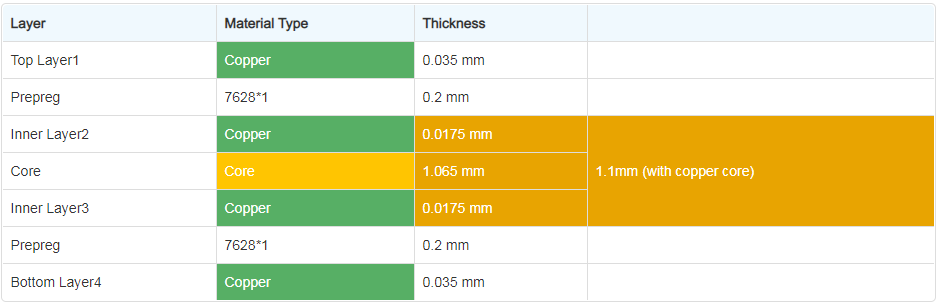 Layer Material Type Thickness
Top Layer1 Copper 0.035 mm
Prepreg 7628*1 0.2 mm
Inner Layer2 Copper 0.0175 mm
Core Core 1.065 mm 1.1mm (with copper core)
Inner Layer3 Copper 0.0175 mm
Prepreg 7628*1 0.2 mm
Bottom Layer4 Copper 0.035 mm